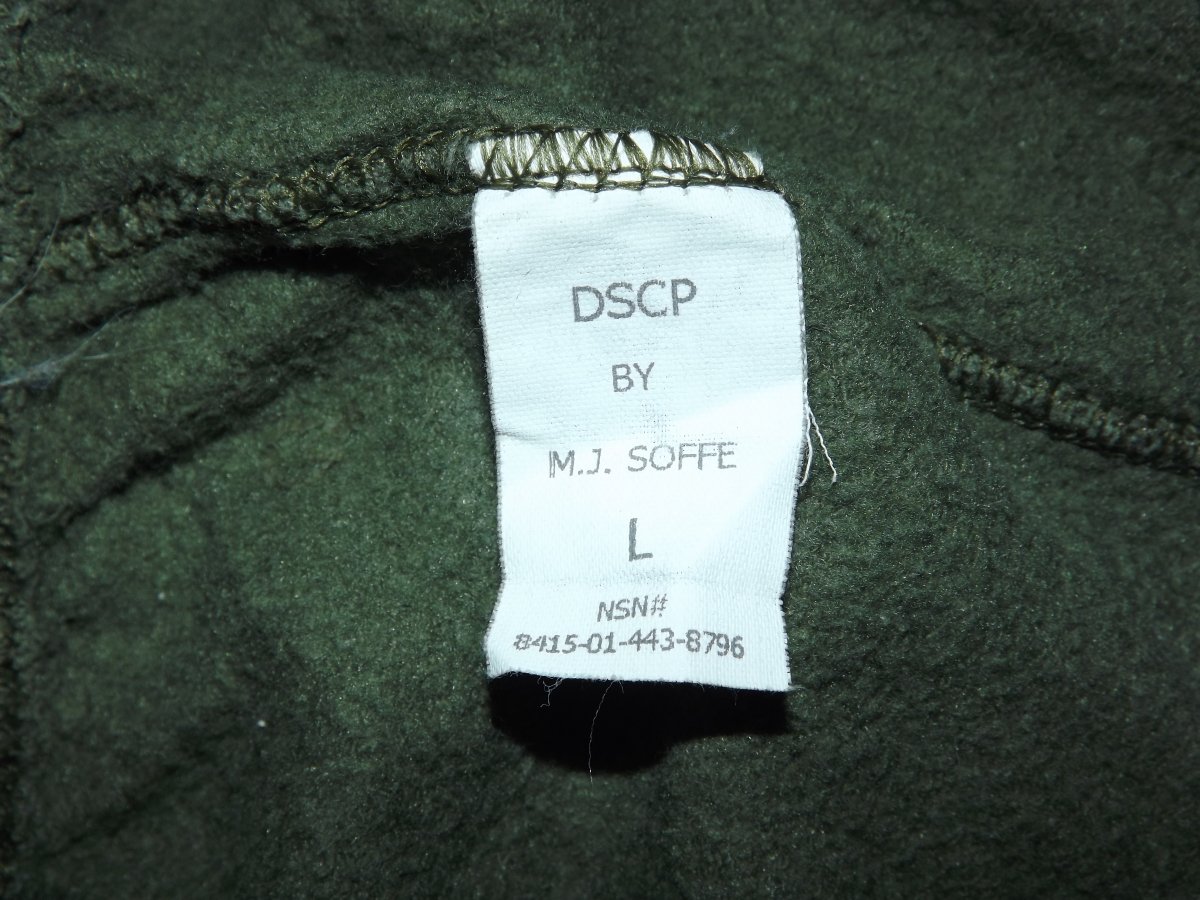 DSCP
BY
M.J. SOFFE
L
NSN#
8415-01-443-8796